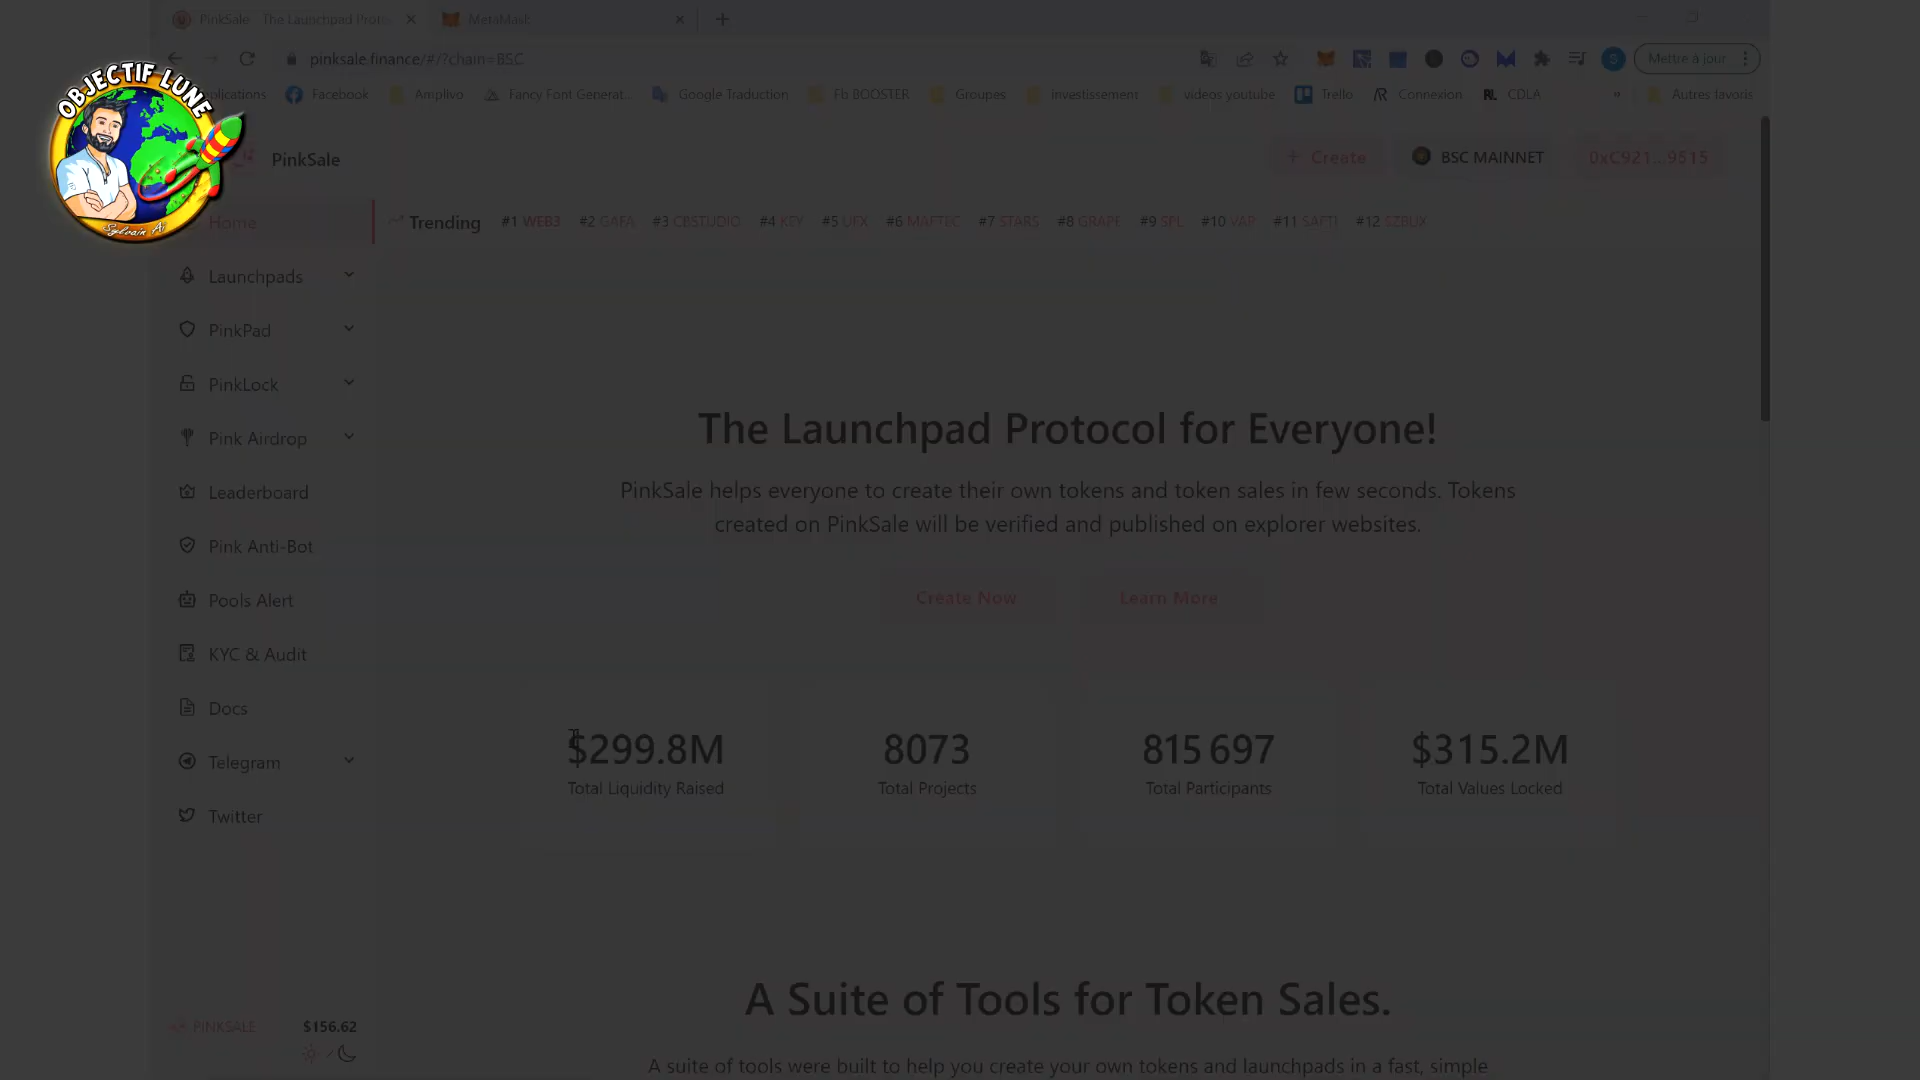 PinkSale - The Launchpad Prot
MetaMask
pinksale.finance/#/?chain=BSC
Mettre à jour
plications
Facebook
Amplivo
Fancy Font Generat...
Google Traduction
Fb BOOSTER
Groupes
investissement
videos youtube
Trello
Connexion
CDLA
»
Autres favoris
OBJECTIF LUNE
Sylvain Ai
PinkSale
+ Create
BSC MAINNET
0xC921...9515
Home
Trending
#1 WEB3
#2 GAFA
#3 CBSTUDIO
#4 KEY
#5 UFX
#6 MAFTEC
#7 STARS
#8 GRAPE
#9 SPL
#10 VAP
#11 SAFTI
#12 SZBUX
Launchpads
PinkPad
PinkLock
Pink Airdrop
Leaderboard
Pink Anti-Bot
Pools Alert
KYC & Audit
Docs
Telegram
Twitter
The Launchpad Protocol for Everyone!
PinkSale helps everyone to create their own tokens and token sales in few seconds. Tokens
created on PinkSale will be verified and published on explorer websites.
Create Now
Learn More
$299.8M
Total Liquidity Raised
8073
Total Projects
815 697
Total Participants
$315.2M
Total Values Locked
A Suite of Tools for Token Sales.
A suite of tools were built to help you create your own tokens and launchpads in a fast, simple
PINKSALE
$156.62